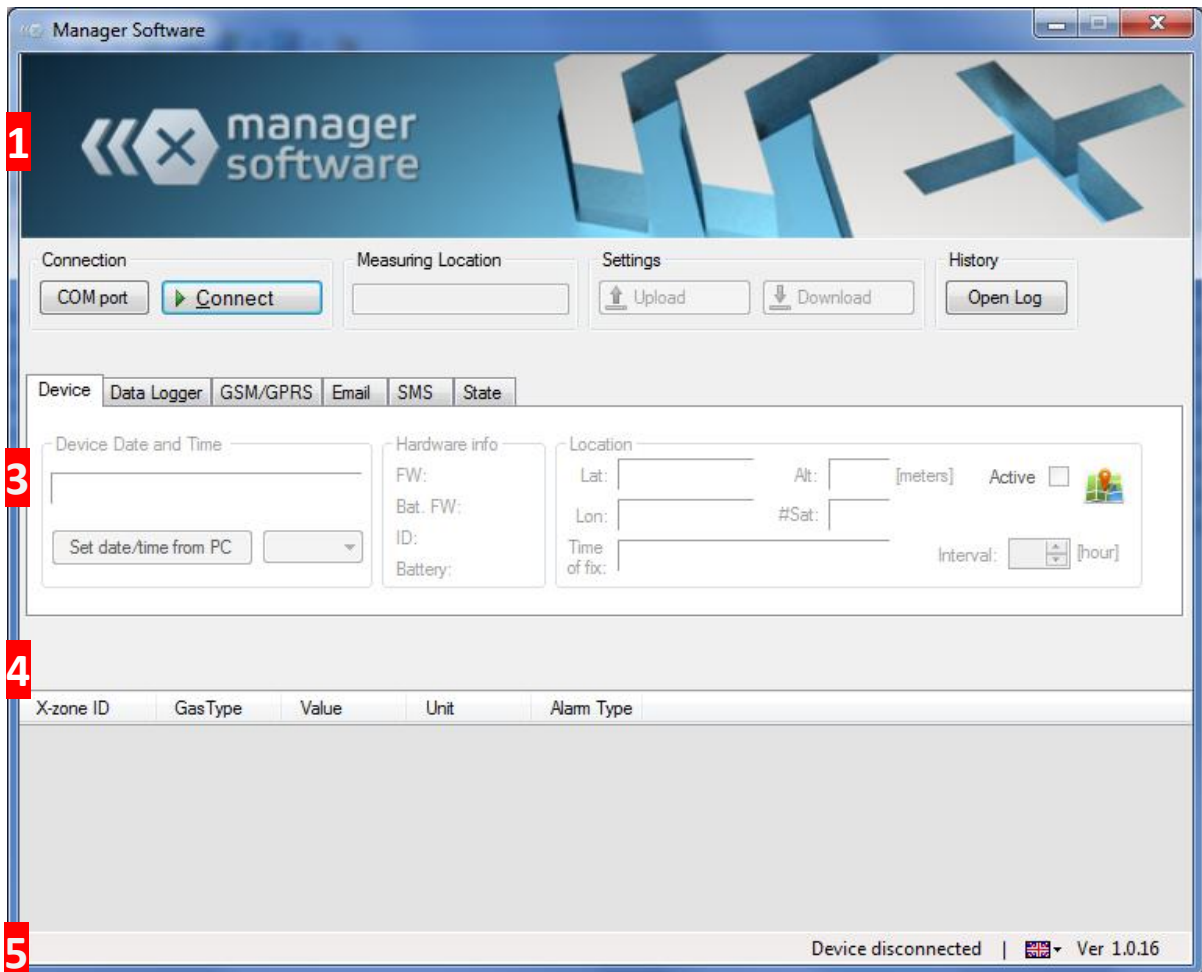 Manager Software
1
manager
software
Connection
Measuring Location
Settings
History
COM port
Connect
Upload
Download
Open Log
Device
Data Logger
GSM/GPRS
Email
SMS
State
3
Device Date and Time
Set date/time from PC
Hardware info
FW:
Bat. FW:
ID:
Battery:
Location
Lat:
Alt:
[meters]
Active
Lon:
#Sat:
Time
of fix:
Interval:
[hour]
4
X-zone ID
GasType
Value
Unit
Alarm Type
5
Device disconnected | Ver 1.0.16